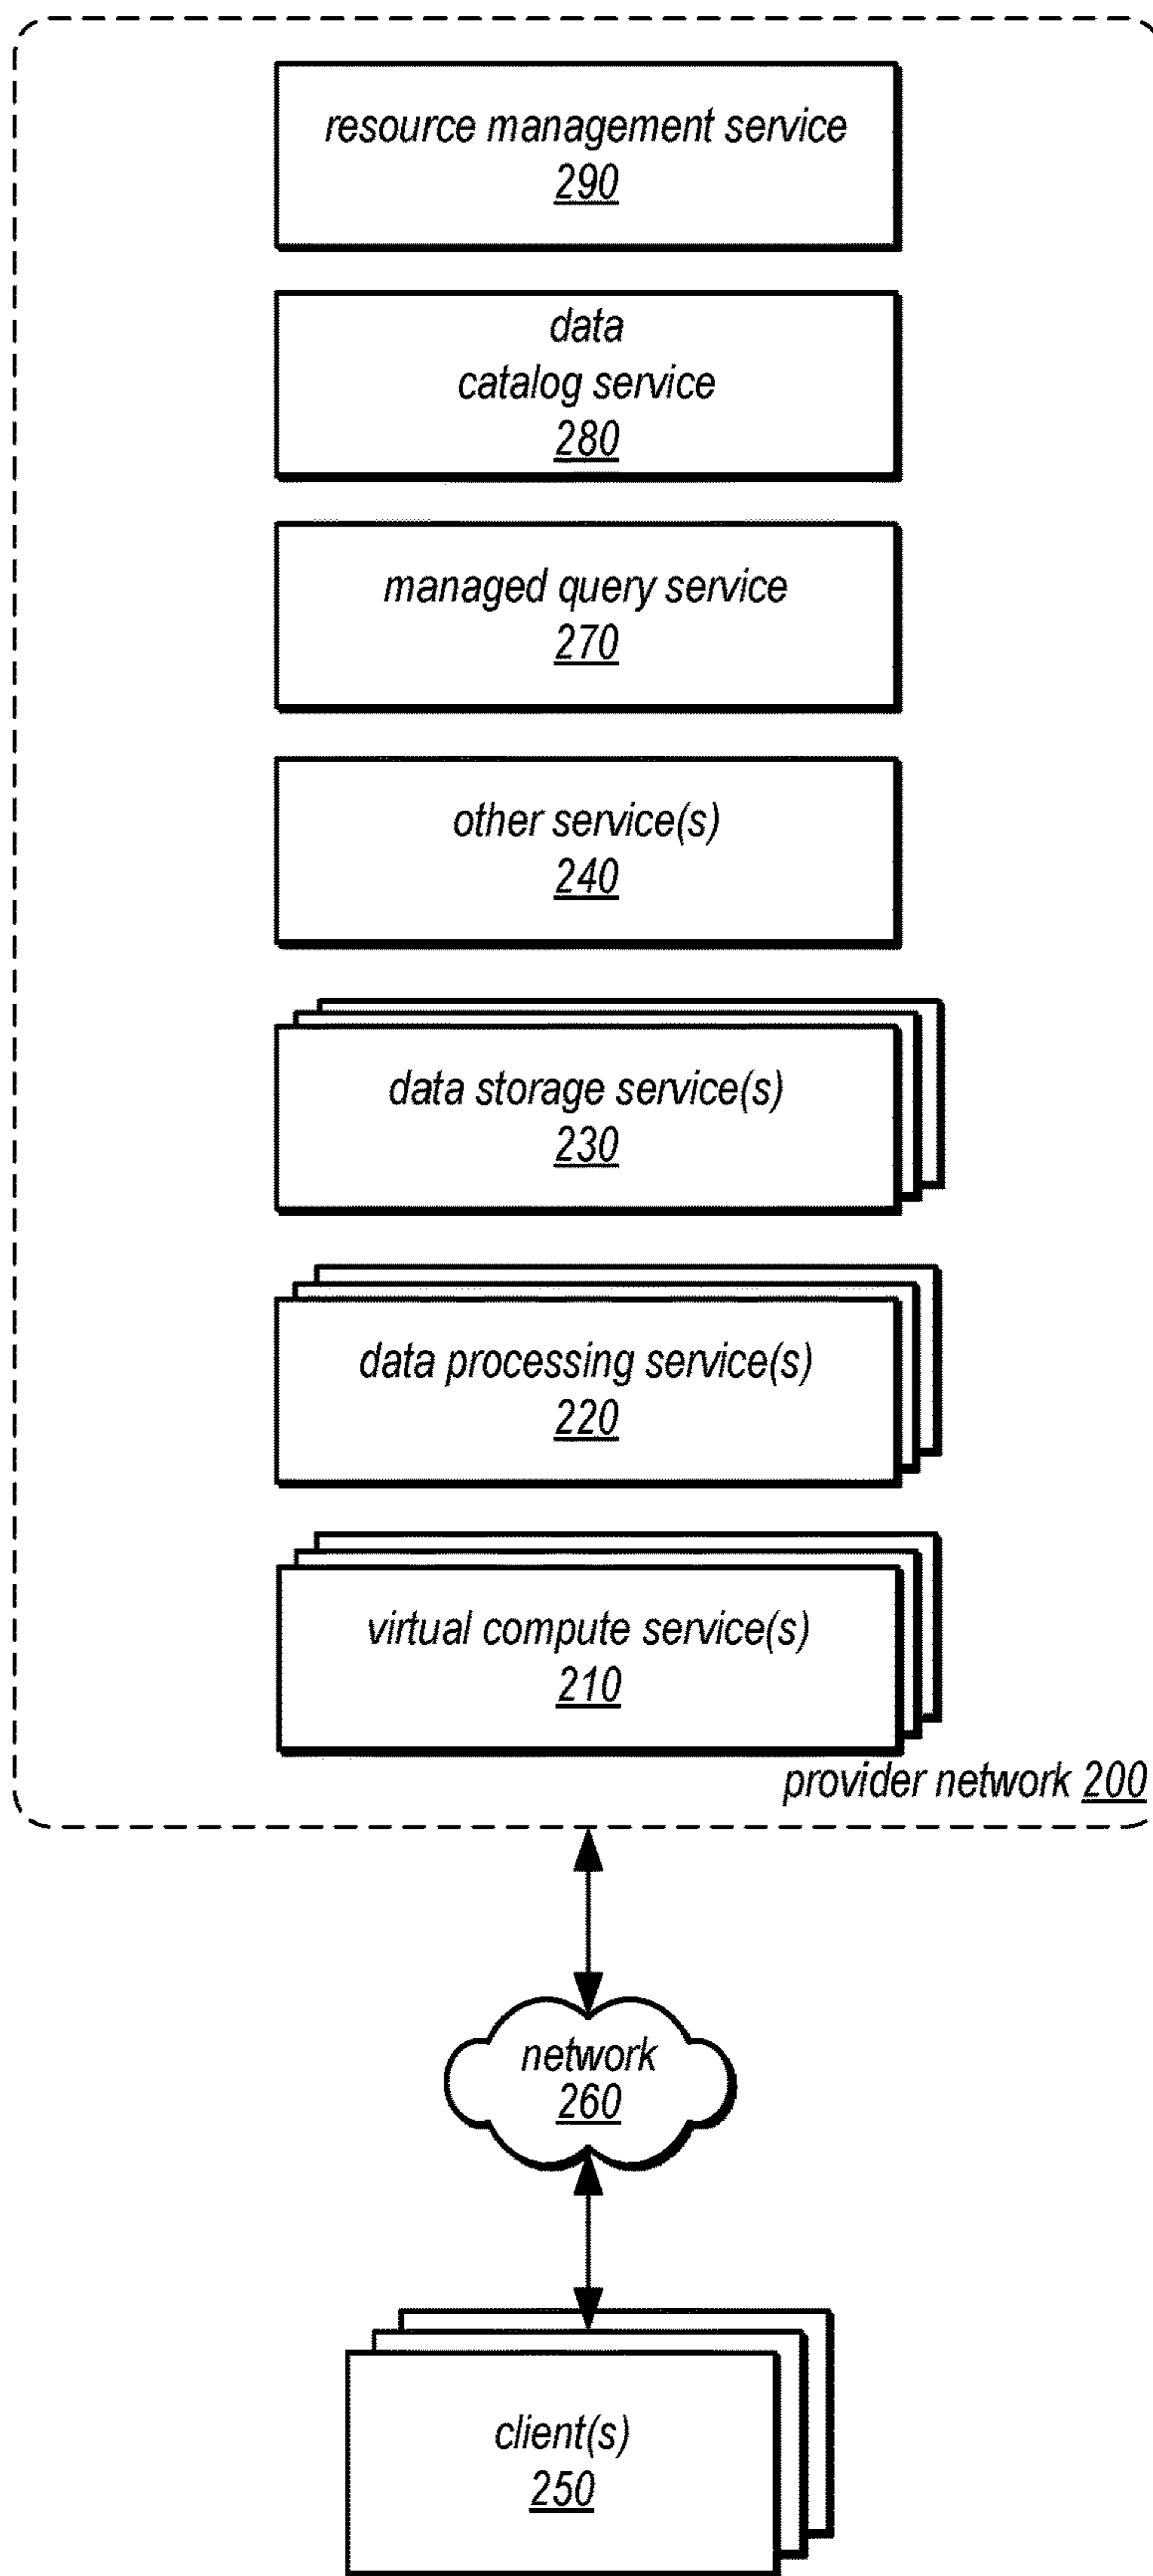 resource management service
290
data
catalog service
280
managed query service
270
other service(s)
240
data storage service(s)
230
data processing service(s)
220
virtual compute service(s)
210
provider network 200
network
260
client(s)
250